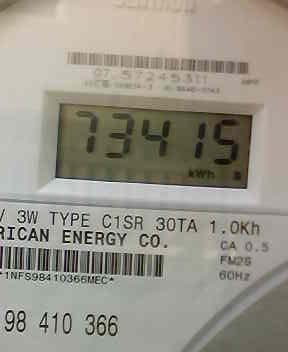 07.57245311
73415
kWh
V 3W TYPE C1SR 30TA 1.0Kh
RICAN ENERGY CO.
CA 0.5
FM2S
60Hz
*1NFS98410366MEC*
98 410 366